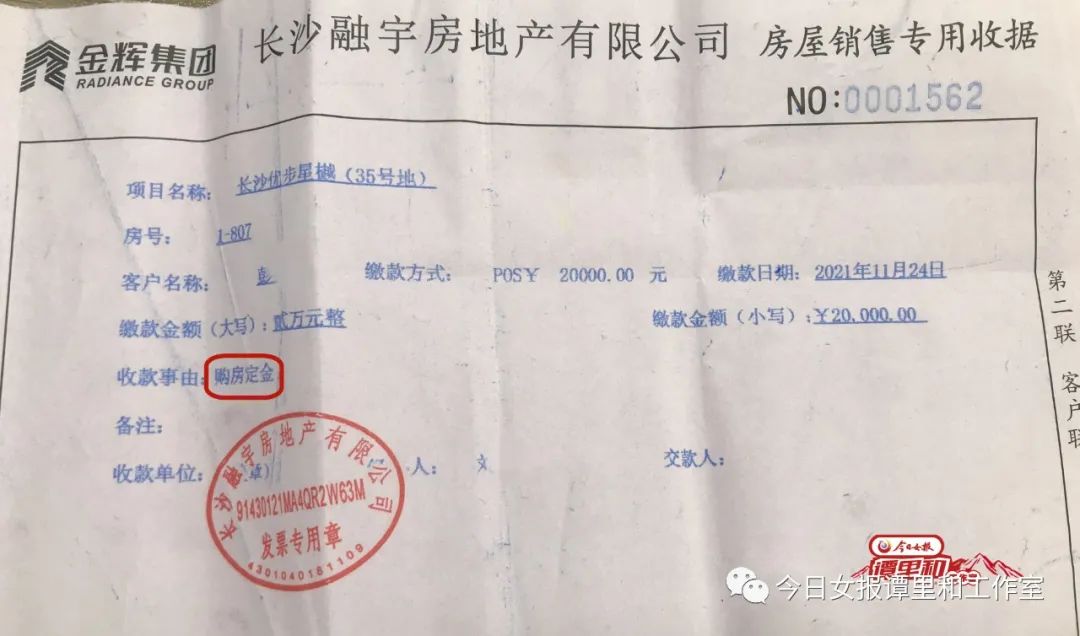 金辉集团
RADIANCE GROUP
长沙融宇房地产有限公司 房屋销售专用收据
NO:0001562
项目名称: 长沙优步星樾（35号地）
房号: 1-807
客户名称: 彭 缴款方式: POS￥ 20000.00 元 缴款日期: 2021年11月24日
缴款金额（大写）: 贰万元整 缴款金额（小写）: ￥20,000.00
收款事由: 购房定金
备注:
收款单位: 章） 人: 文 交款人:
第二联 客户联
长沙融宇房地产有限公司
91430121MA4QR2W63M
发票专用章
4301040181109
今日女报
谭里和
今日女报谭里和工作室